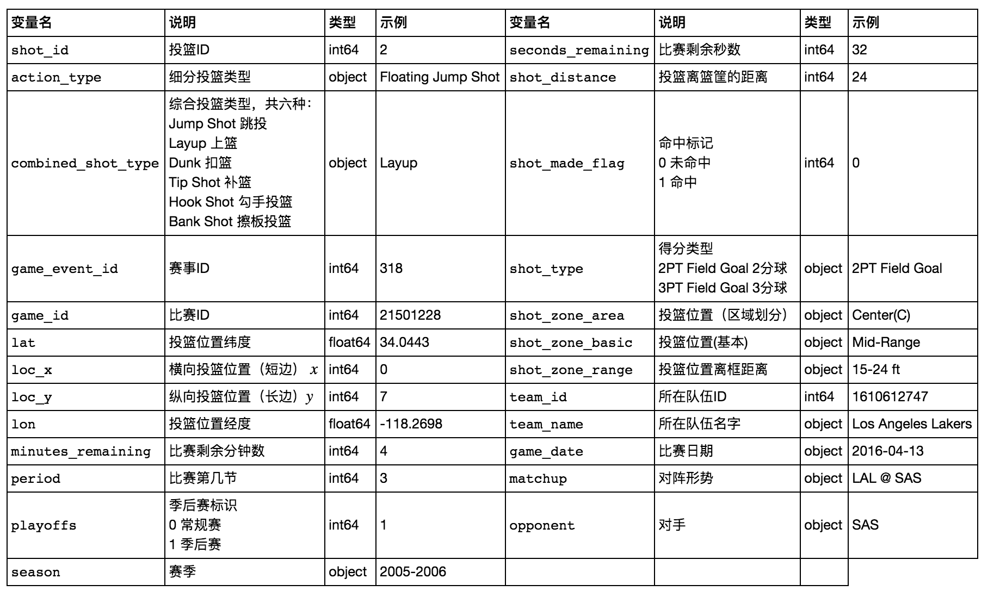 变量名 说明 类型 示例 变量名 说明 类型 示例
shot_id 投篮ID int64 2 seconds_remaining 比赛剩余秒数 int64 32
action_type 细分投篮类型 object Floating Jump Shot shot_distance 投篮离篮筐的距离 int64 24
combined_shot_type
综合投篮类型，共六种：
Jump Shot 跳投
Layup 上篮
Dunk 扣篮
Tip Shot 补篮
Hook Shot 勾手投篮
Bank Shot 擦板投篮
object Layup shot_made_flag
命中标记
0 未命中
1 命中
int64 0
game_event_id 赛事ID int64 318 shot_type
得分类型
2PT Field Goal 2分球
3PT Field Goal 3分球
object 2PT Field Goal
game_id 比赛ID int64 21501228 shot_zone_area 投篮位置（区域划分） object Center(C)
lat 投篮位置纬度 float64 34.0443 shot_zone_basic 投篮位置(基本) object Mid-Range
loc_x 横向投篮位置（短边） x int64 0 shot_zone_range 投篮位置离框距离 object 15-24 ft
loc_y 纵向投篮位置（长边）y int64 7 team_id 所在队伍ID int64 1610612747
lon 投篮位置经度 float64 -118.2698 team_name 所在队伍名字 object Los Angeles Lakers
minutes_remaining 比赛剩余分钟数 int64 4 game_date 比赛日期 object 2016-04-13
period 比赛第几节 int64 3 matchup 对阵形势 object LAL @ SAS
playoffs
季后赛标识
0 常规赛
1 季后赛
int64 1 opponent 对手 object SAS
season 赛季 object 2005-2006